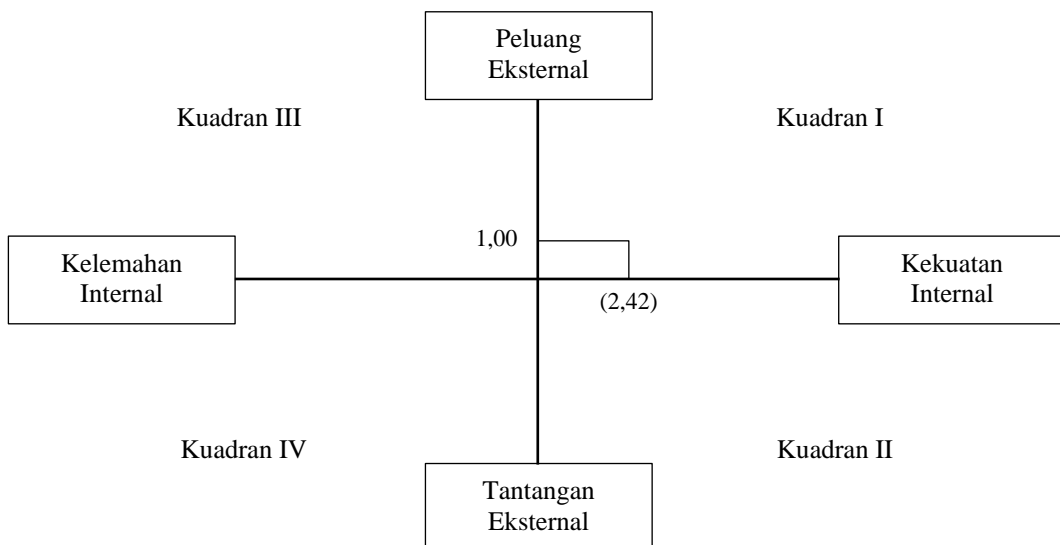 Peluang
Eksternal
Kuadran III
Kuadran I
1,00
Kelemahan
Internal
Kekuatan
Internal
(2,42)
Kuadran IV
Kuadran II
Tantangan
Eksternal